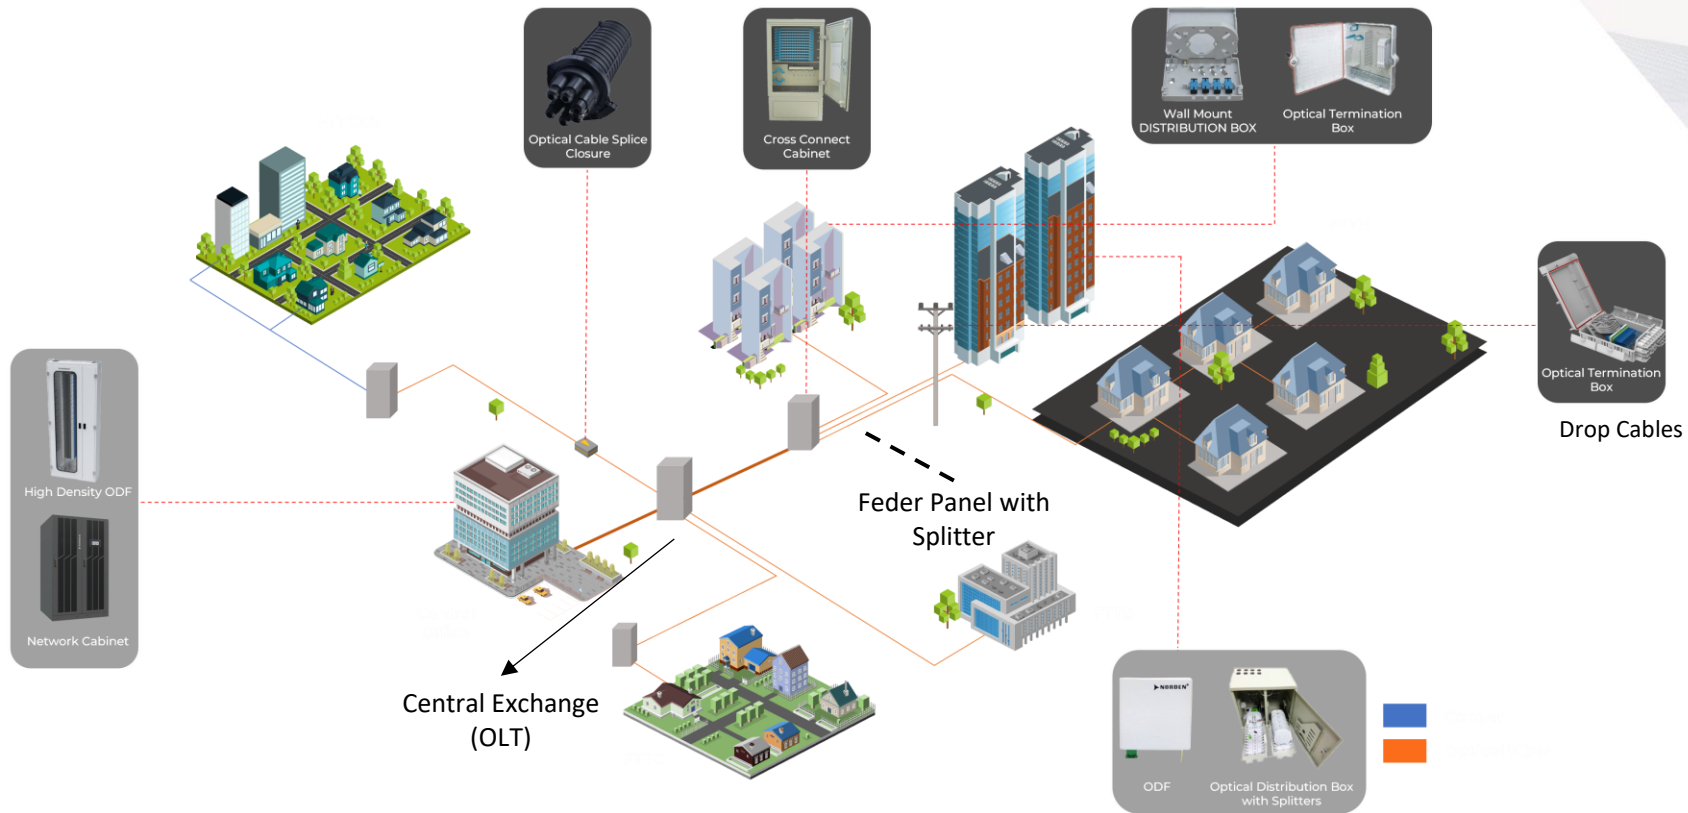 Optical Cable Splice
Closure
Cross Connect
Cabinet
Wall Mount
DISTRIBUTION BOX
Optical Termination
Box
Optical Termination
Box
Drop Cables
High Density ODF
Network Cabinet
Feder Panel with
Splitter
Central Exchange
(OLT)
NORDEN
ODF
Optical Distribution Box
with Splitters